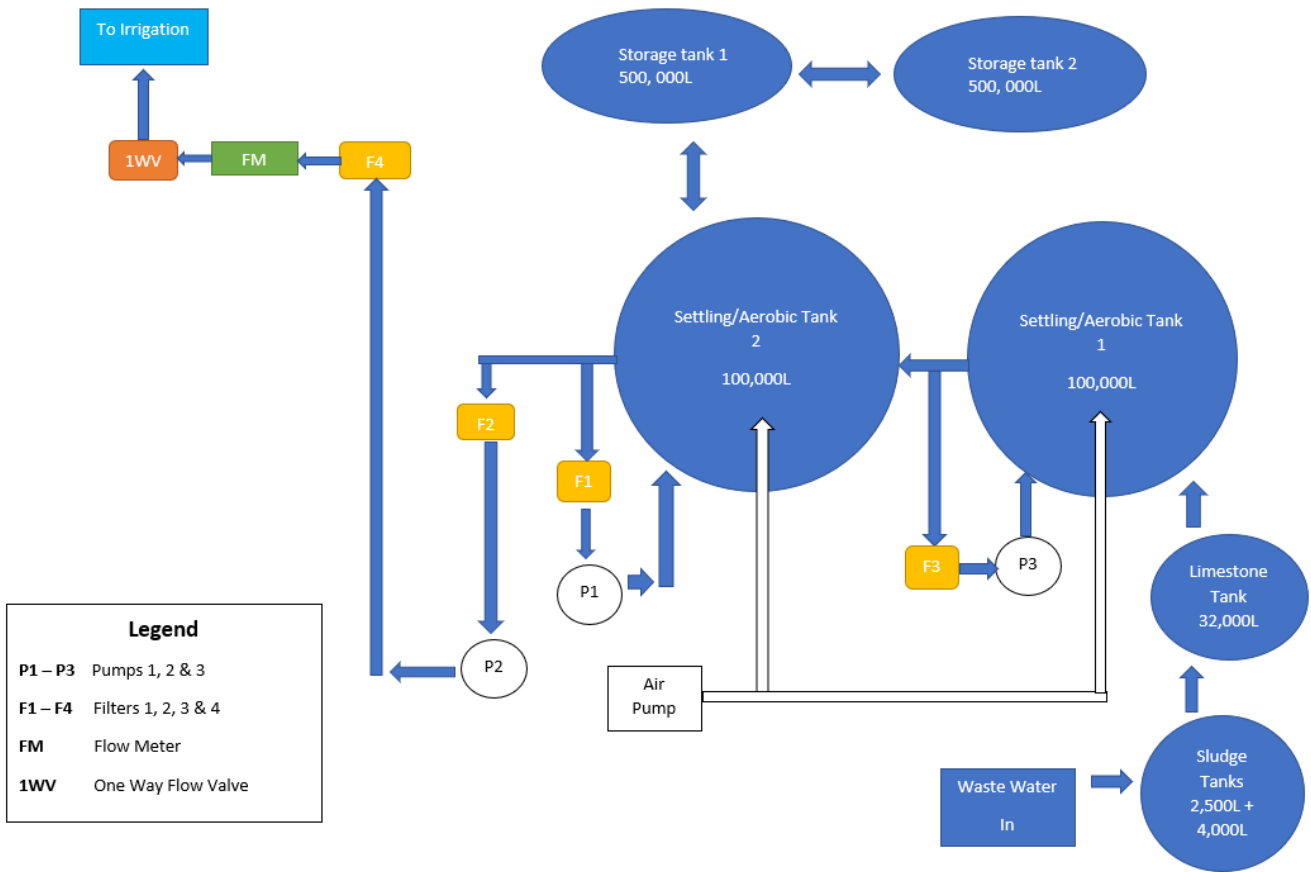 To Irrigation
Storage tank 1
500, 000L
Storage tank 2
500, 000L
1WV
FM
F4
Settling/Aerobic Tank
2
100,000L
Settling/Aerobic Tank
1
100,000L
F2
F1
F3
P3
P1
P2
Limestone
Tank
32,000L
Air
Pump
Waste Water
In
Sludge
Tanks
2,500L +
4,000L
Legend
P1 – P3 Pumps 1, 2 & 3
F1 – F4 Filters 1, 2, 3 & 4
FM Flow Meter
1WV One Way Flow Valve